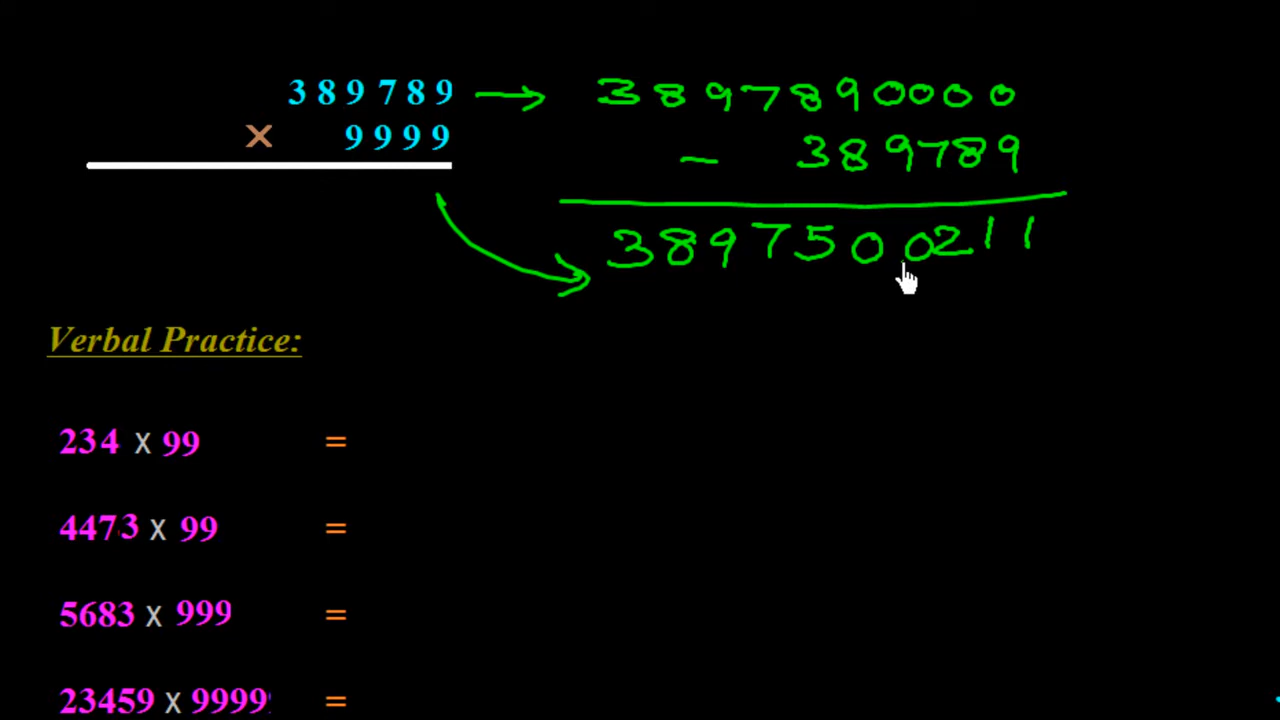 389789 → 3897890000
× 9999 − 389789
3897500211
Verbal Practice:
234 X 99 =
4473 X 99 =
5683 X 999 =
23459 X 9999 =